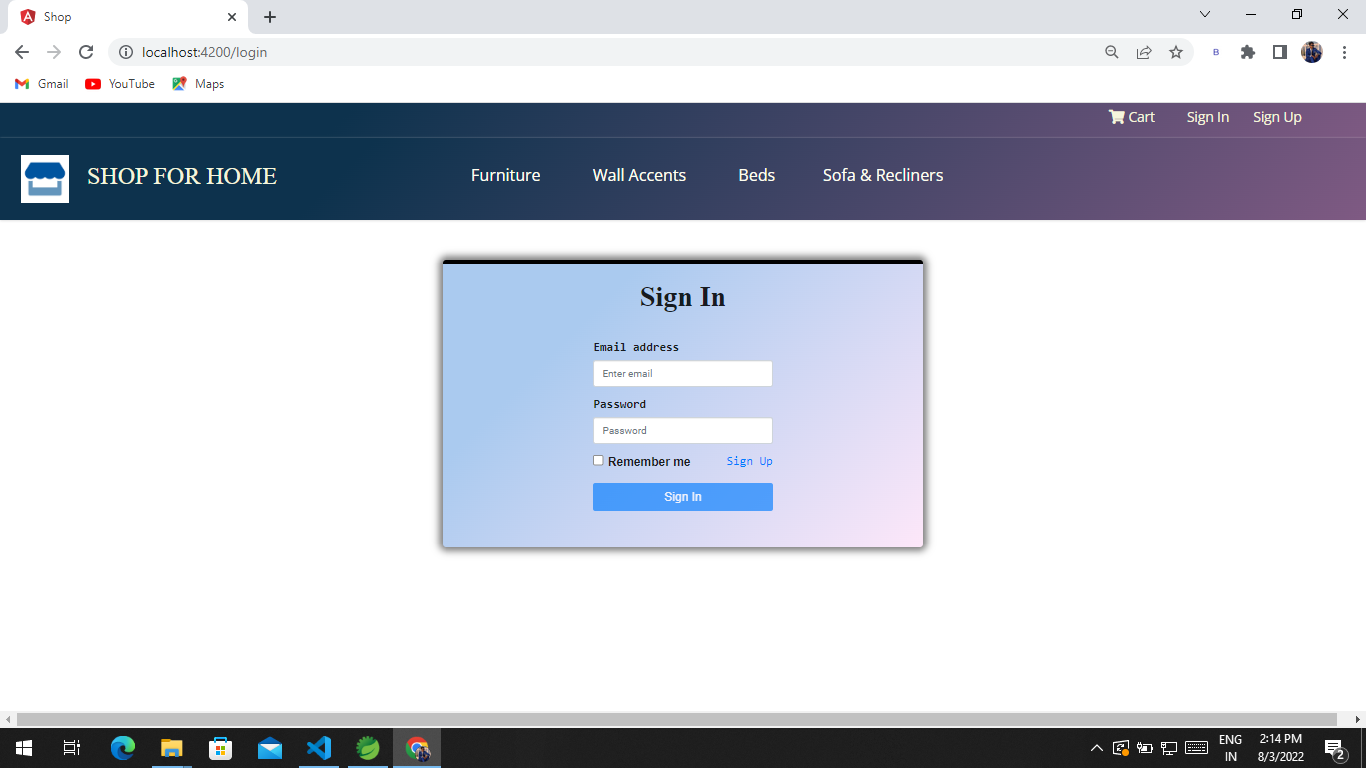 Shop
localhost:4200/login
B
Gmail YouTube Maps
Cart Sign In Sign Up
SHOP FOR HOME Furniture Wall Accents Beds Sofa & Recliners
Sign In
Email address
Enter email
Password
Password
Remember me Sign Up
Sign In
ENG 2:14 PM
IN 8/3/2022
2